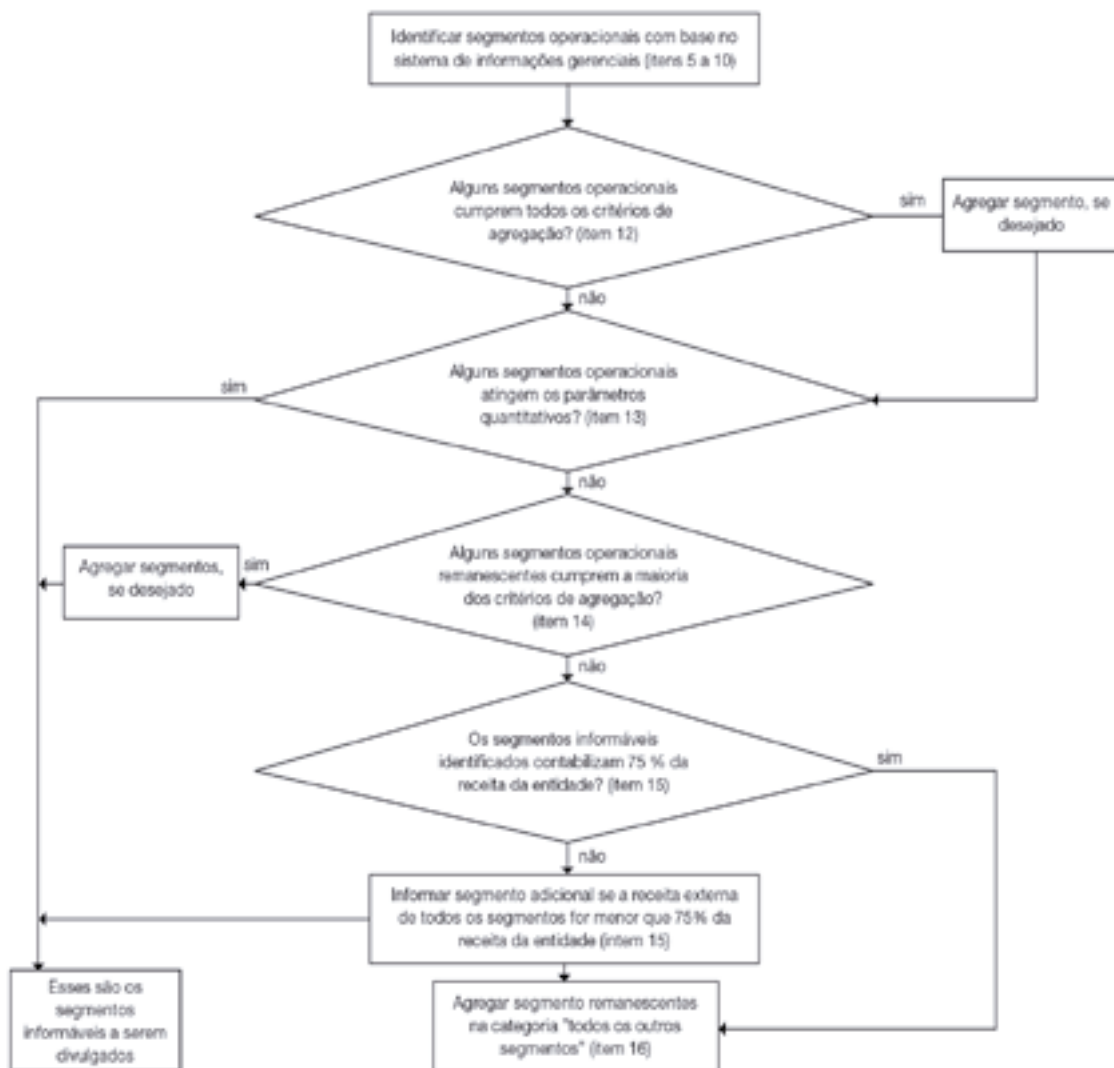 Identificar segmentos operacionais com base no
sistema de informações gerenciais (itens 5 a 10)
Alguns segmentos operacionais
cumprem todos os critérios de
agregação? (item 12)
sim
Agregar segmento, se
desejado
não
Alguns segmentos operacionais
atingem os parâmetros
quantitativos? (item 13)
sim
não
Alguns segmentos operacionais
remanescentes cumprem a maioria
dos critérios de agregação?
(item 14)
sim
Agregar segmentos,
se desejado
não
Os segmentos informáveis
identificados contabilizam 75 % da
receita da entidade? (item 15)
sim
não
Informar segmento adicional se a receita externa
de todos os segmentos for menor que 75% da
receita da entidade (intem 15)
Esses são os
segmentos
informáveis a serem
divulgados
Agregar segmento remanescentes
na categoria "todos os outros
segmentos" (item 16)